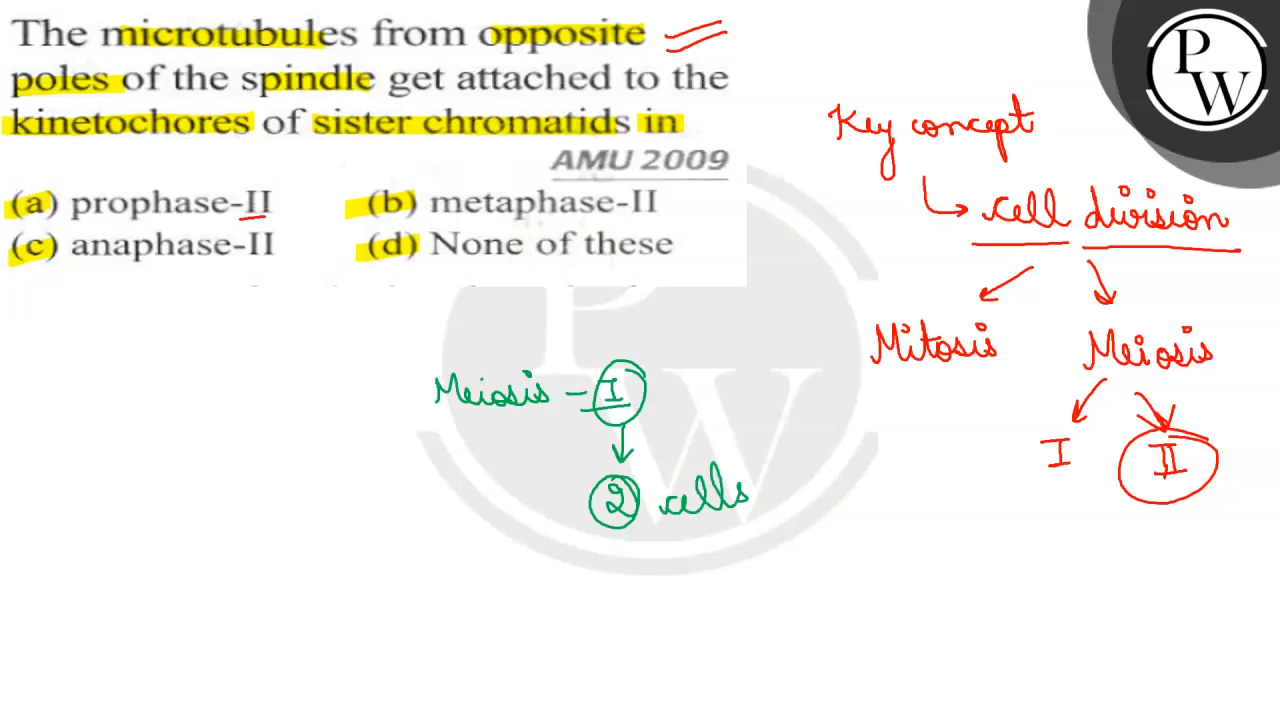 The microtubules from opposite
poles of the spindle get attached to the
kinetochores of sister chromatids in
AMU 2009
(a) prophase-II (b) metaphase-II
(c) anaphase-II (d) None of these
P
W
Key concept
cell division
Mitosis Meiosis
I II
Meiosis - I
2 cells
P
W